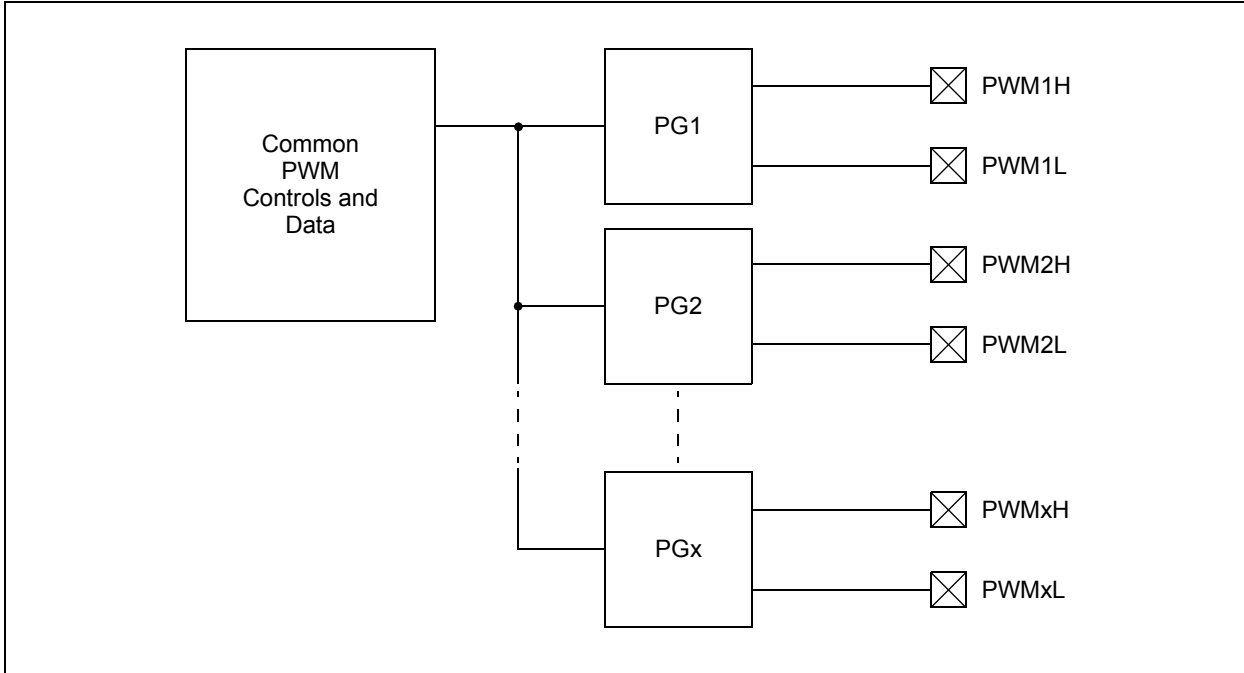 Common
PWM
Controls and
Data
PG1
PWM1H
PWM1L
PG2
PWM2H
PWM2L
PGx
PWMxH
PWMxL